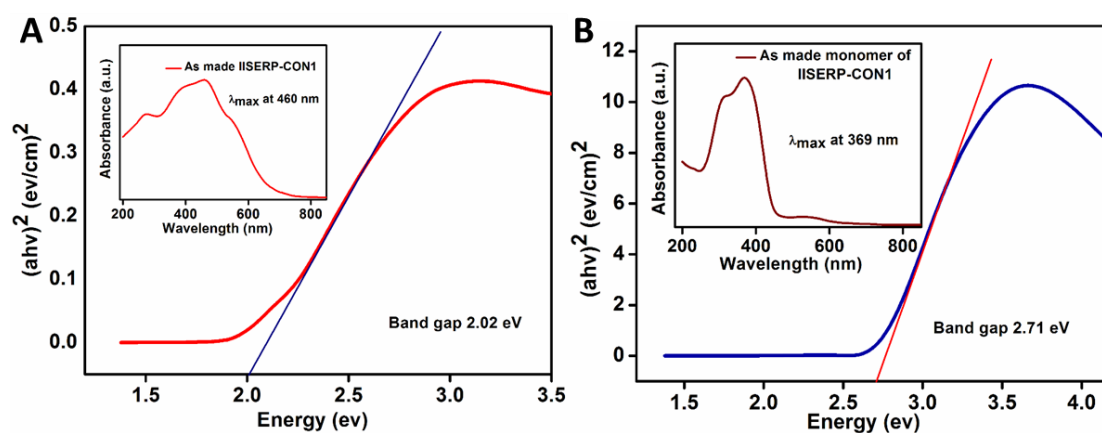 A
As made IISERP-CON1
λmax at 460 nm
Absorbance (a.u.)
200 400 600 800
Wavelength (nm)
(ahv)2 (ev/cm)2
0.5
0.4
0.3
0.2
0.1
0.0
Band gap 2.02 eV
1.5 2.0 2.5 3.0 3.5
Energy (ev)
B
As made monomer of
IISERP-CON1
λmax at 369 nm
Absorbance (a.u.)
200 400 600 800
Wavelength (nm)
(ahv)2 (ev/cm)2
12
10
8
6
4
2
0
Band gap 2.71 eV
1.5 2.0 2.5 3.0 3.5 4.0
Energy (ev)